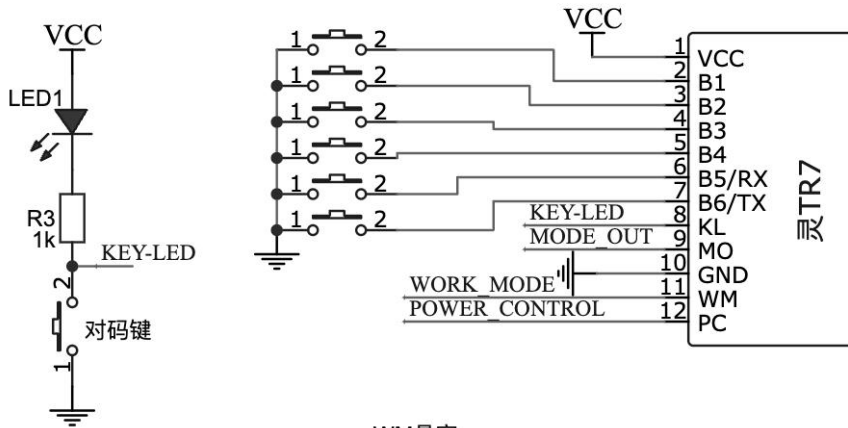 VCC
LED1
R3
1k
KEY-LED
2
对码键
1
1 2
1 2
1 2
1 2
1 2
1 2
VCC
1 VCC
2 B1
3 B2
4 B3
5 B4
6 B5/RX
7 B6/TX
KEY-LED 8 KL
MODE_OUT 9 MO
10 GND
WORK_MODE 11 WM
POWER_CONTROL 12 PC
灵TR7